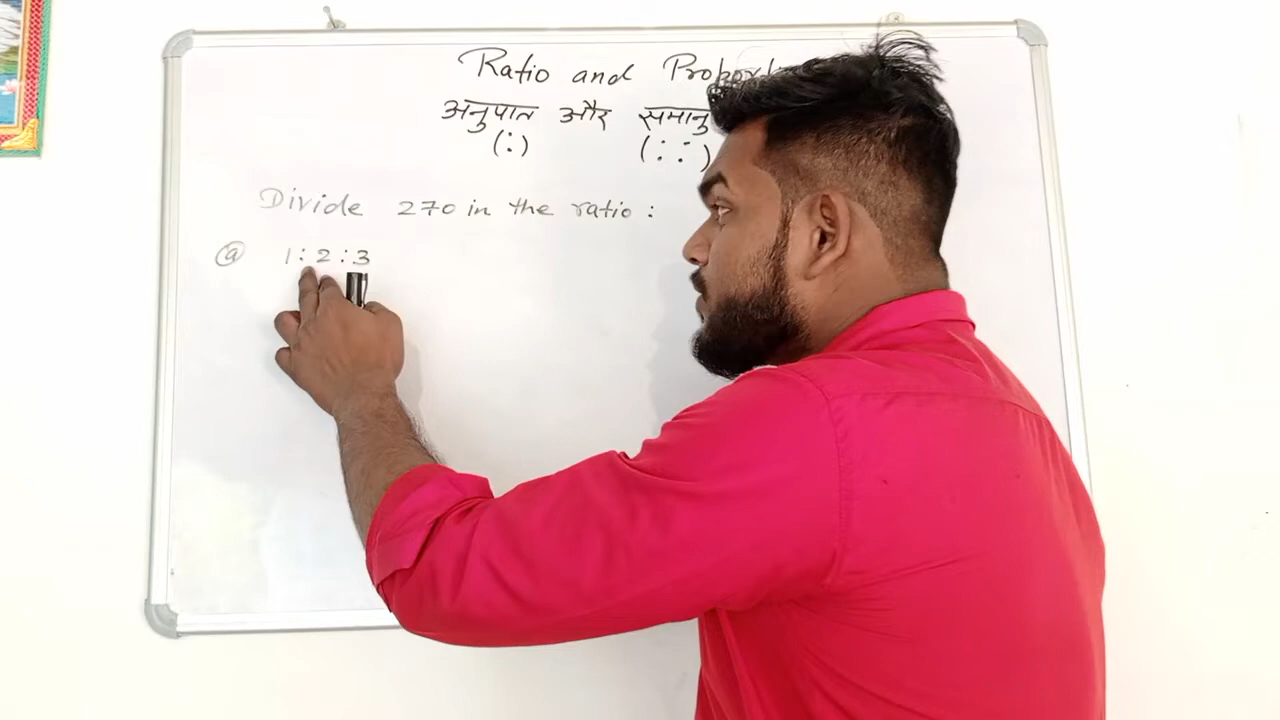 Ratio and
अनुपात और
(:) (::)
Divide 270 in the ratio :
ⓐ 1:2:3